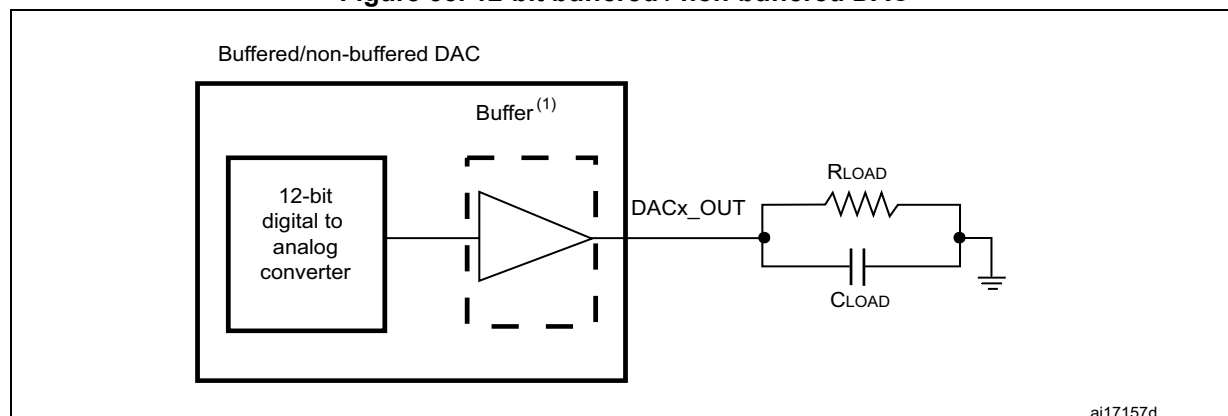 Buffered/non-buffered DAC
Buffer(1)
12-bit
digital to
analog
converter
DACx_OUT
RLOAD
CLOAD
ai17157d